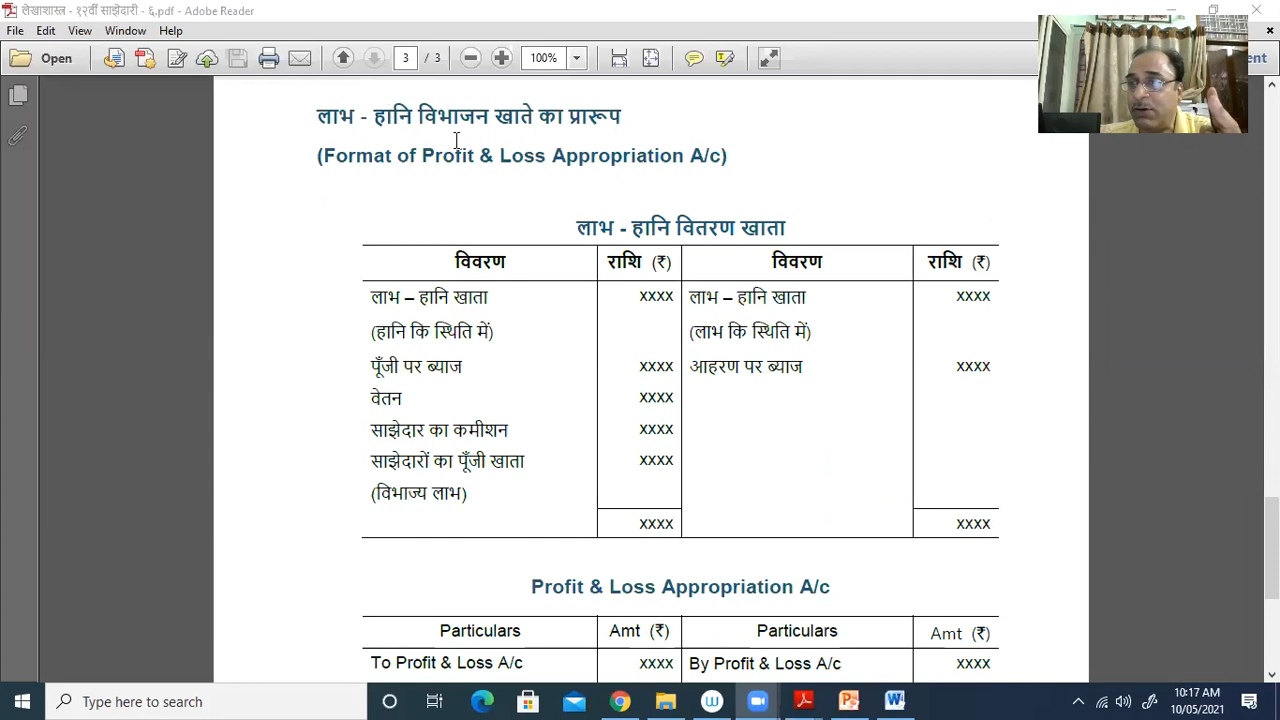 लेखाशास्त्र - १२वीं साझेदारी - ६.pdf - Adobe Reader
File Edit View Window Help
Open 3 / 3 100%
लाभ - हानि विभाजन खाते का प्रारूप
(Format of Profit & Loss Appropriation A/c)
लाभ - हानि वितरण खाता
विवरण राशि (₹) विवरण राशि (₹)
लाभ – हानि खाता xxxx लाभ – हानि खाता xxxx
(हानि कि स्थिति में) (लाभ कि स्थिति में)
पूँजी पर ब्याज xxxx आहरण पर ब्याज xxxx
वेतन xxxx
साझेदार का कमीशन xxxx
साझेदारों का पूँजी खाता xxxx
(विभाज्य लाभ)
xxxx xxxx
Profit & Loss Appropriation A/c
Particulars Amt (₹) Particulars Amt (₹)
To Profit & Loss A/c xxxx By Profit & Loss A/c xxxx
Type here to search
10:17 AM
10/05/2021